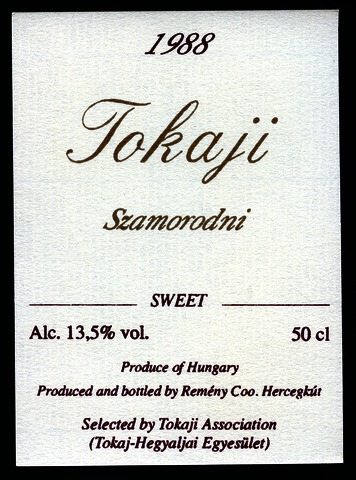 1988
Tokaji
Szamorodni
SWEET
Alc. 13,5% vol. 50 cl
Produce of Hungary
Produced and bottled by Remény Coo. Hercegkút
Selected by Tokaji Association
(Tokaj-Hegyaljai Egyesület)